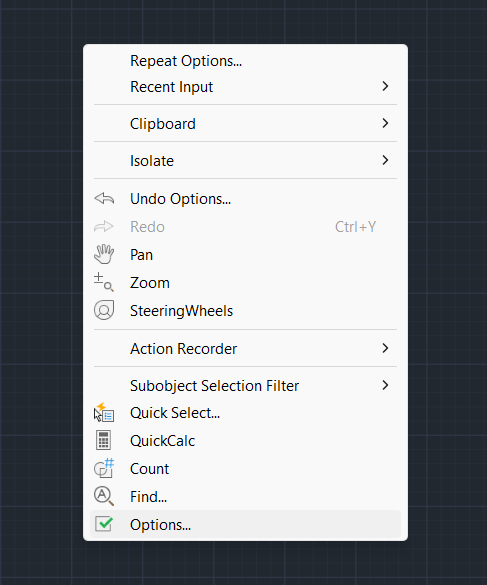 Repeat Options...
Recent Input
Clipboard
Isolate
Undo Options...
Redo Ctrl+Y
Pan
Zoom
SteeringWheels
Action Recorder
Subobject Selection Filter
Quick Select...
QuickCalc
Count
Find...
Options...